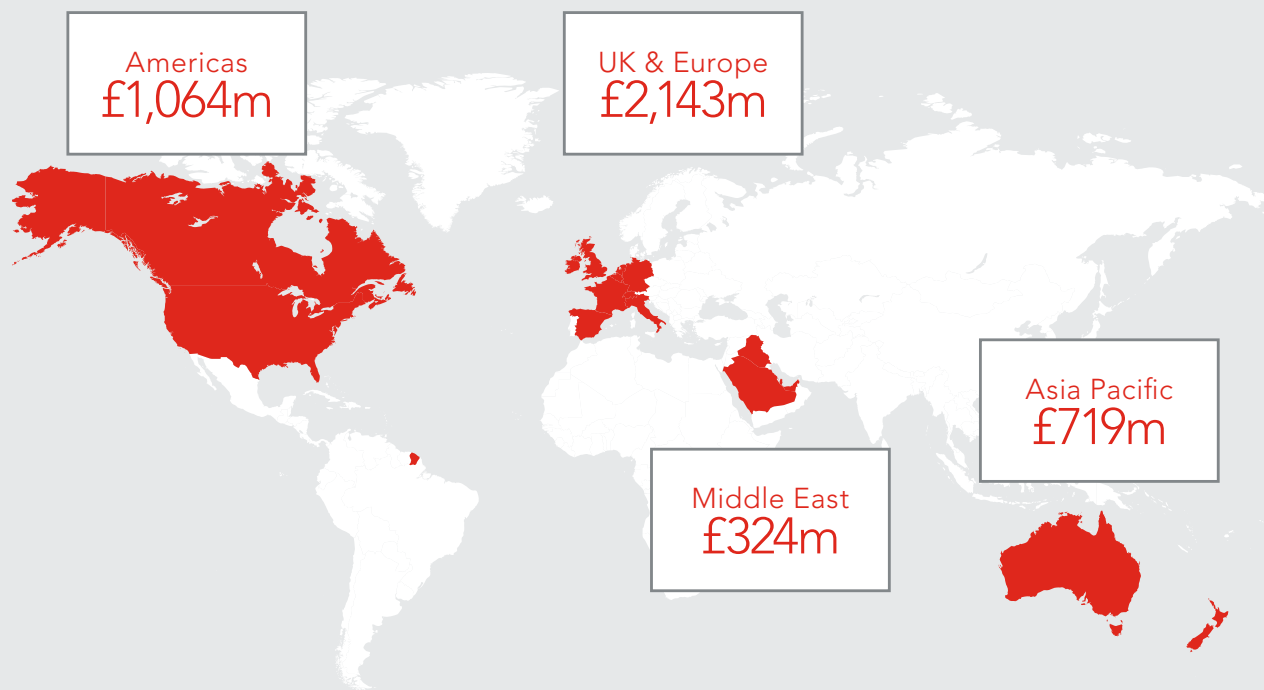 Americas
£1,064m
UK & Europe
£2,143m
Asia Pacific
£719m
Middle East
£324m